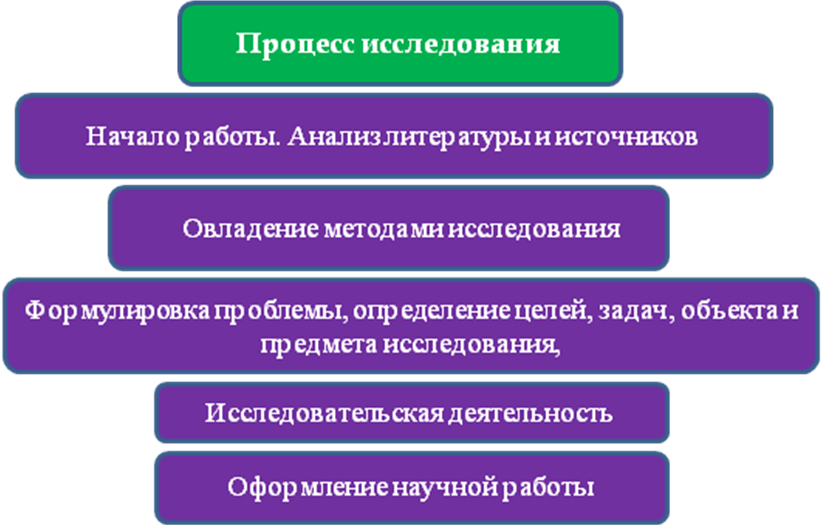 Процесс исследования
Начало работы. Анализ литературы и источников
Овладение методами исследования
Формулировка проблемы, определение целей, задач, объекта и
предмета исследования,
Исследовательская деятельность
Оформление научной работы